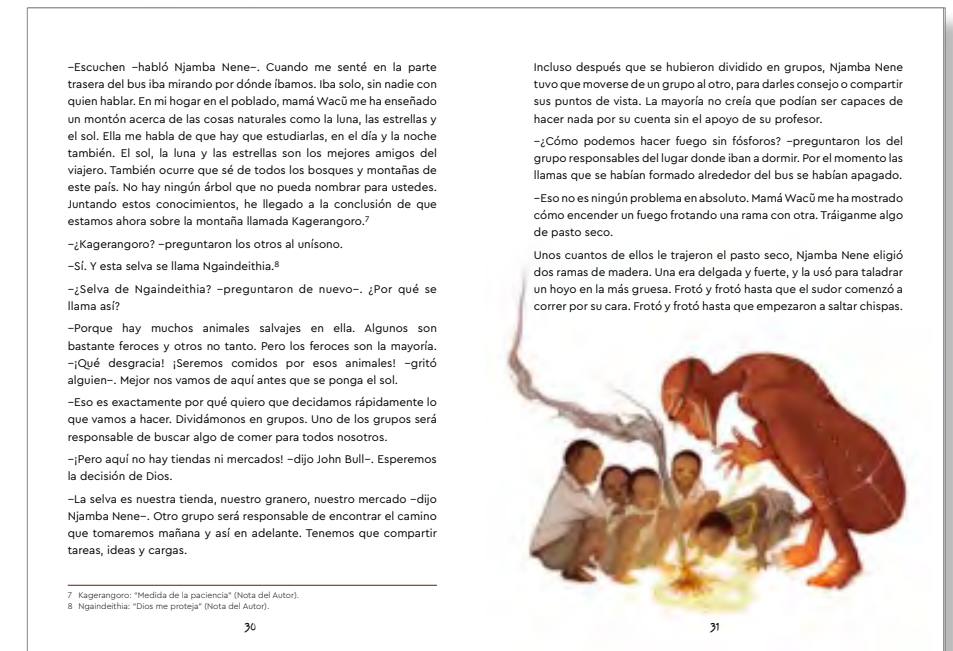 –Escuchen –habló Njamba Nene–. Cuando me senté en la parte
trasera del bus iba mirando por dónde íbamos. Iba solo, sin nadie con
quien hablar. En mi hogar en el poblado, mamá Wacũ me ha enseñado
un montón acerca de las cosas naturales como la luna, las estrellas y
el sol. Ella me habla de que hay que estudiarlas, en el día y la noche
también. El sol, la luna y las estrellas son los mejores amigos del
viajero. También ocurre que sé de todos los bosques y montañas de
este país. No hay ningún árbol que no pueda nombrar para ustedes.
Juntando estos conocimientos, he llegado a la conclusión de que
estamos ahora sobre la montaña llamada Kagerangoro.⁷
–¿Kagerangoro? –preguntaron los otros al unísono.
–Sí. Y esta selva se llama Ngaindeithia.⁸
–¿Selva de Ngaindeithia? –preguntaron de nuevo–. ¿Por qué se
llama así?
–Porque hay muchos animales salvajes en ella. Algunos son
bastante feroces y otros no tanto. Pero los feroces son la mayoría.
–¡Qué desgracia! ¡Seremos comidos por esos animales! –gritó
alguien–. Mejor nos vamos de aquí antes que se ponga el sol.
–Eso es exactamente por qué quiero que decidamos rápidamente lo
que vamos a hacer. Dividámonos en grupos. Uno de los grupos será
responsable de buscar algo de comer para todos nosotros.
–¡Pero aquí no hay tiendas ni mercados! –dijo John Bull–. Esperemos
la decisión de Dios.
–La selva es nuestra tienda, nuestro granero, nuestro mercado –dijo
Njamba Nene–. Otro grupo será responsable de encontrar el camino
que tomaremos mañana y así en adelante. Tenemos que compartir
tareas, ideas y cargas.
7 Kagerangoro: “Medida de la paciencia” (Nota del Autor).
8 Ngaindeithia: “Dios me proteja” (Nota del Autor).
30
Incluso después que se hubieron dividido en grupos, Njamba Nene
tuvo que moverse de un grupo al otro, para darles consejo o compartir
sus puntos de vista. La mayoría no creía que podían ser capaces de
hacer nada por su cuenta sin el apoyo de su profesor.
–¿Cómo podemos hacer fuego sin fósforos? –preguntaron los del
grupo responsables del lugar donde iban a dormir. Por el momento las
llamas que se habían formado alrededor del bus se habían apagado.
–Eso no es ningún problema en absoluto. Mamá Wacũ me ha mostrado
cómo encender un fuego frotando una rama con otra. Tráiganme algo
de pasto seco.
Unos cuantos de ellos le trajeron el pasto seco, Njamba Nene eligió
dos ramas de madera. Una era delgada y fuerte, y la usó para taladrar
un hoyo en la más gruesa. Frotó y frotó hasta que el sudor comenzó a
correr por su cara. Frotó y frotó hasta que empezaron a saltar chispas.
31